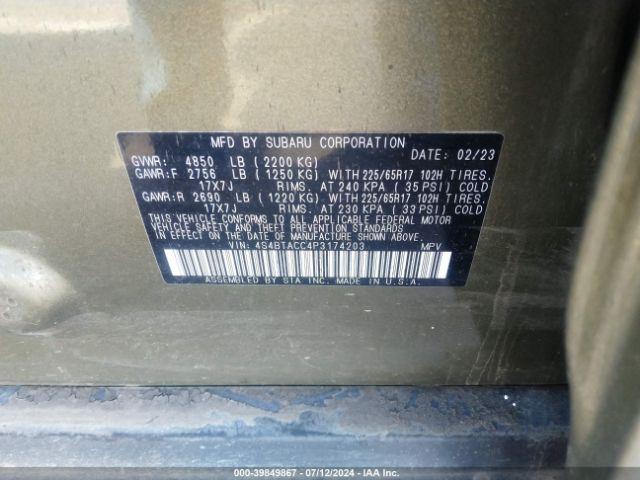 MFD BY SUBARU CORPORATION
GVWR: 4850 LB (2200 KG) DATE: 02/23
GAWR:F 2756 LB (1250 KG) WITH 225/65R17 102H TIRES.
17X7J RIMS. AT 240 KPA (35 PSI) COLD
GAWR:R 2690 LB (1220 KG) WITH 225/65R17 102H TIRES.
17X7J RIMS. AT 230 KPA (33 PSI) COLD
VEHICLE CONFORMS TO ALL APPLICABLE FEDERAL MOTOR
VEHICLE SAFETY AND THEFT PREVENTION STANDARDS
IN EFFECT ON THE DATE OF MANUFACTURE SHOWN ABOVE.
VIN: 4S4BTACC4P3174203 MPV
ASSEMBLED BY SIA INC. MADE IN U.S.A.
000-39849867 - 07/12/2024 - IAA Inc.